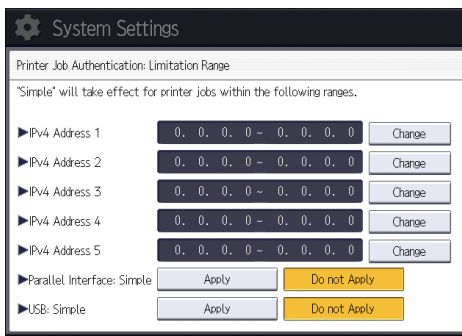 System Settings
Printer Job Authentication: Limitation Range
"Simple" will take effect for printer jobs within the following ranges.
▶IPv4 Address 1 0. 0. 0. 0 ~ 0. 0. 0. 0 Change
▶IPv4 Address 2 0. 0. 0. 0 ~ 0. 0. 0. 0 Change
▶IPv4 Address 3 0. 0. 0. 0 ~ 0. 0. 0. 0 Change
▶IPv4 Address 4 0. 0. 0. 0 ~ 0. 0. 0. 0 Change
▶IPv4 Address 5 0. 0. 0. 0 ~ 0. 0. 0. 0 Change
▶Parallel Interface: Simple Apply Do not Apply
▶USB: Simple Apply Do not Apply